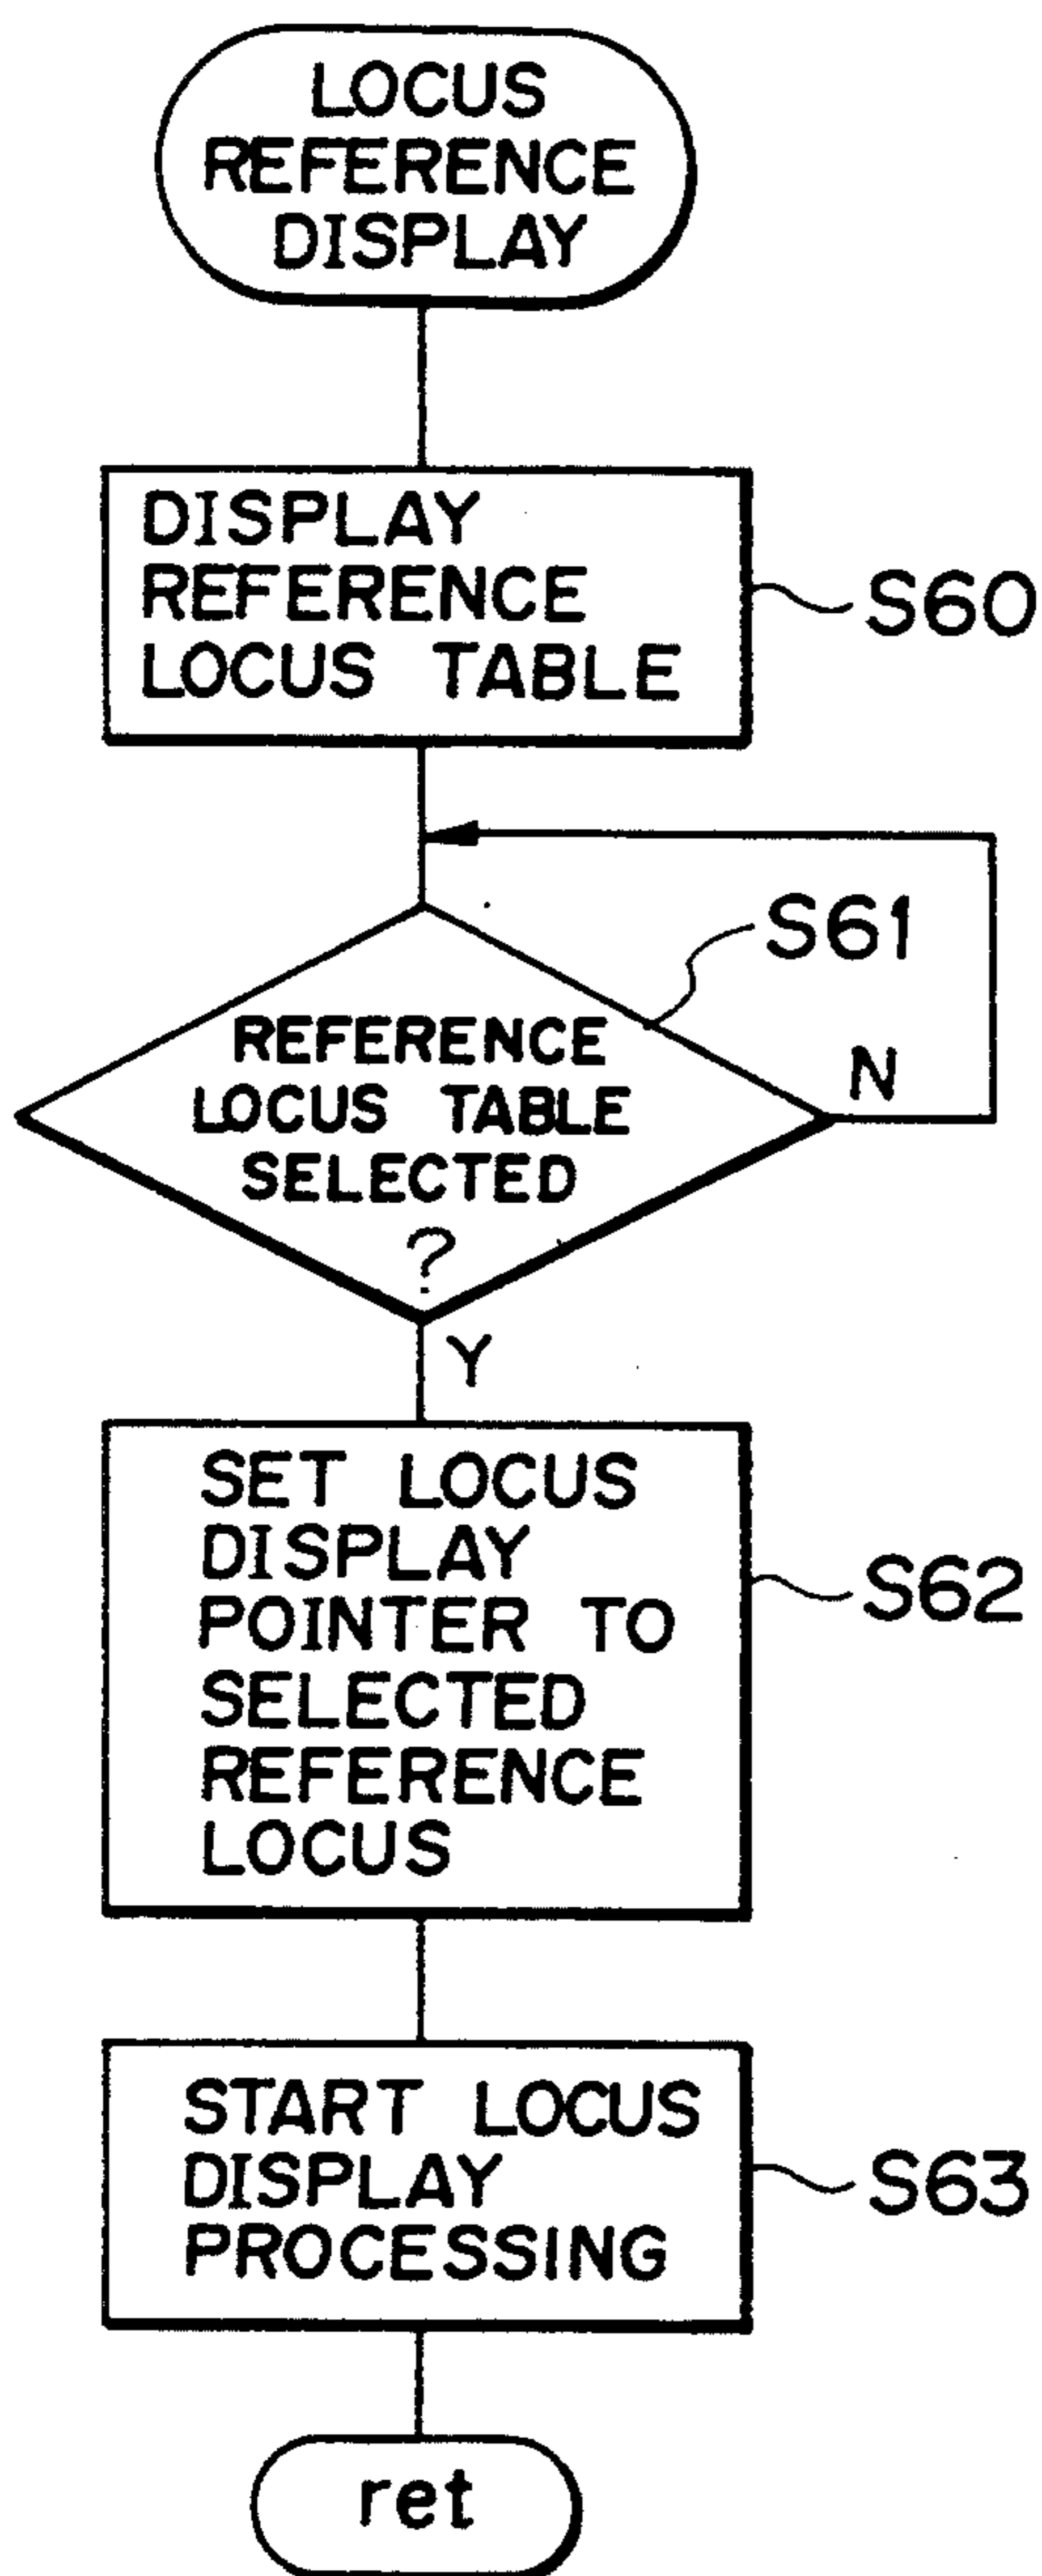 LOCUS
REFERENCE
DISPLAY
DISPLAY
REFERENCE
LOCUS TABLE
S60
S61
REFERENCE
LOCUS TABLE
SELECTED
?
N
Y
SET LOCUS
DISPLAY
POINTER TO
SELECTED
REFERENCE
LOCUS
S62
START LOCUS
DISPLAY
PROCESSING
S63
ret